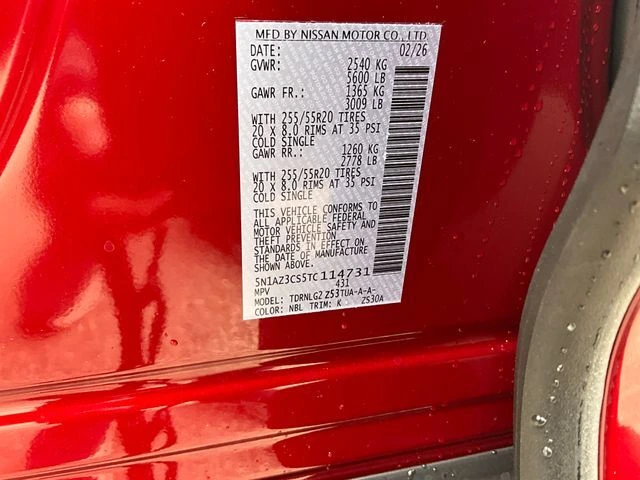 MFD BY NISSAN MOTOR CO., LTD.
DATE: 02/26
GVWR: 2540 KG
5600 LB
GAWR FR.: 1365 KG
3009 LB
WITH 255/55R20 TIRES
20 X 8.0 RIMS AT 35 PSI
COLD SINGLE
GAWR RR.: 1260 KG
2778 LB
WITH 255/55R20 TIRES
20 X 8.0 RIMS AT 35 PSI
COLD SINGLE
THIS VEHICLE CONFORMS TO
ALL APPLICABLE FEDERAL
MOTOR VEHICLE SAFETY AND
THEFT PREVENTION
STANDARDS IN EFFECT ON
THE DATE OF MANUFACTURE
SHOWN ABOVE.
5N1AZ3CS5TC114731
MPV 431
MODEL: TDRNLG2 ZS3TUA-A-A-
COLOR: NBL TRIM: K ZS30A